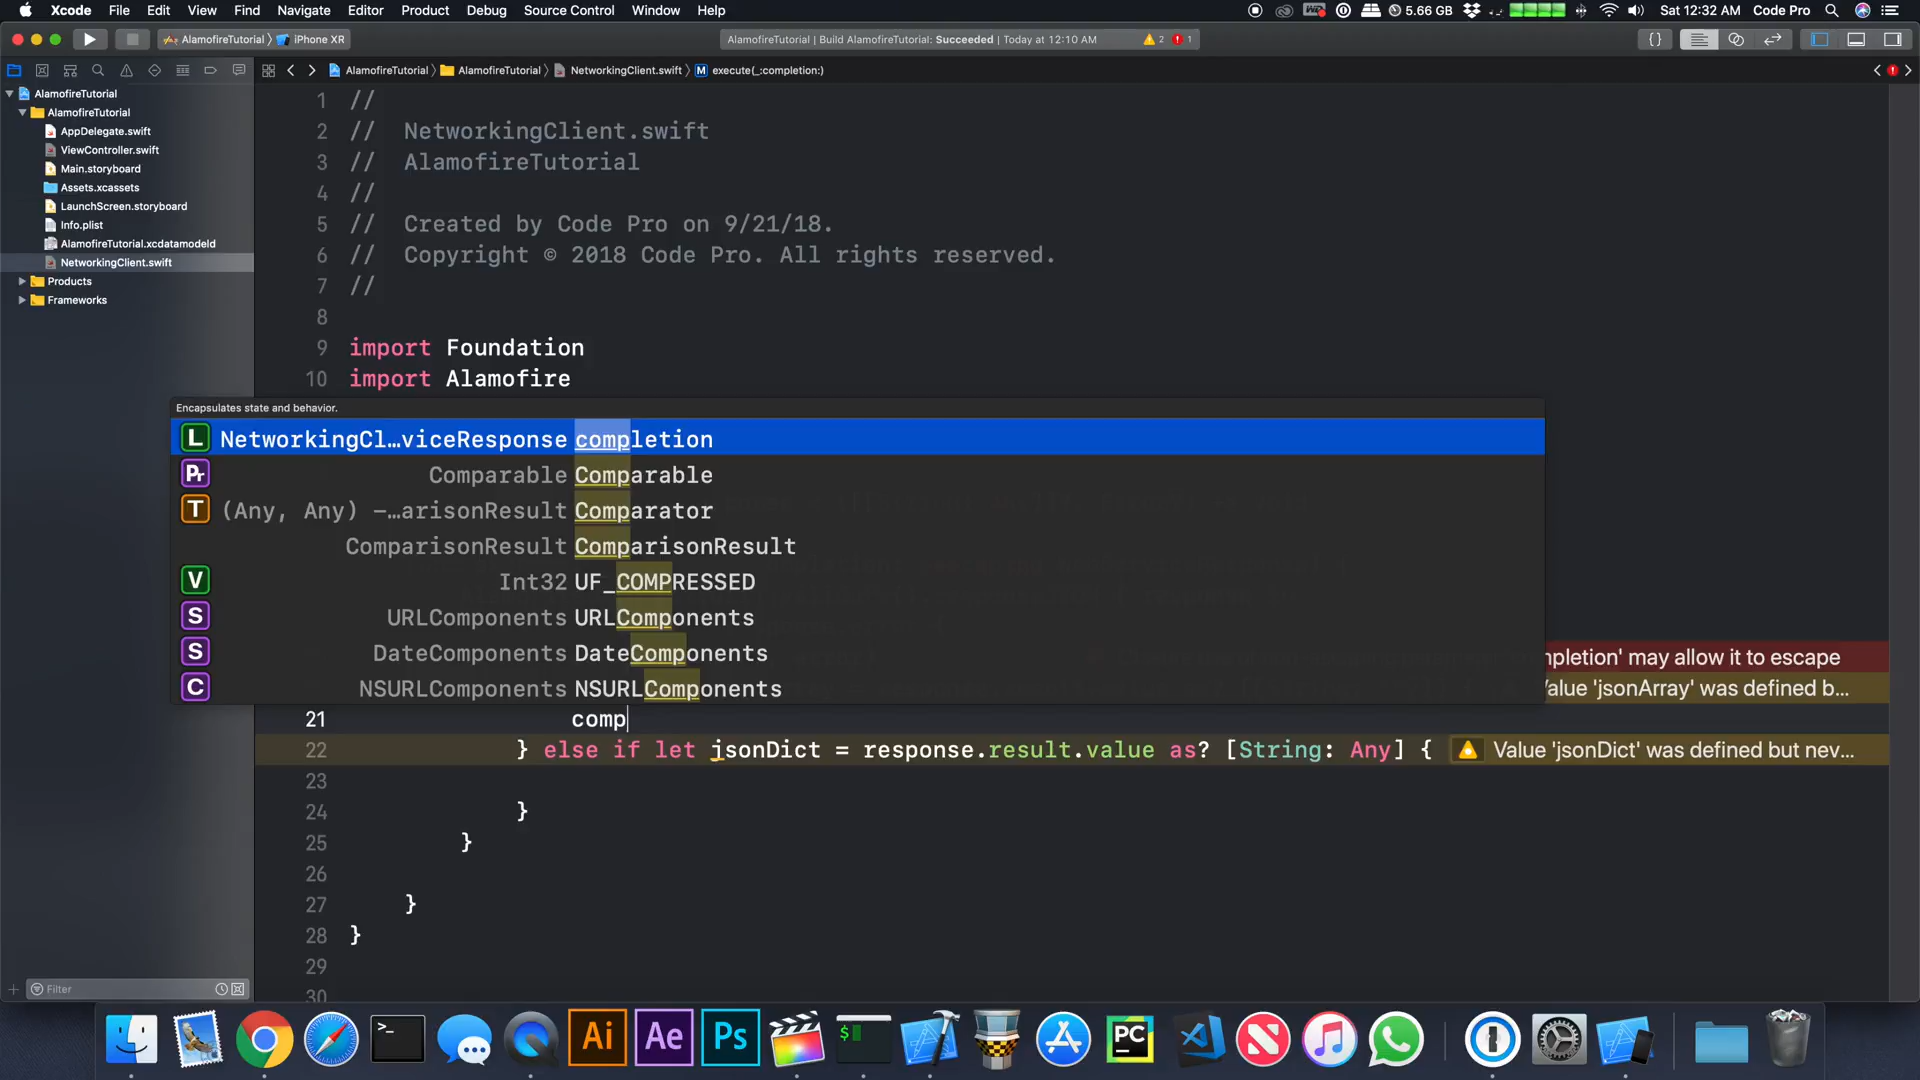 Xcode File Edit View Find Navigate Editor Product Debug Source Control Window Help 5.66 GB Sat 12:32 AM Code Pro
AlamofireTutorial iPhone XR AlamofireTutorial | Build AlamofireTutorial: Succeeded | Today at 12:10 AM 2 1
AlamofireTutorial AlamofireTutorial NetworkingClient.swift M execute(_:completion:)
AlamofireTutorial
AlamofireTutorial
AppDelegate.swift
ViewController.swift
Main.storyboard
Assets.xcassets
LaunchScreen.storyboard
Info.plist
AlamofireTutorial.xcdatamodeld
NetworkingClient.swift
Products
Frameworks
1 //
2 // NetworkingClient.swift
3 // AlamofireTutorial
4 //
5 // Created by Code Pro on 9/21/18.
6 // Copyright © 2018 Code Pro. All rights reserved.
7 //
8
9 import Foundation
10 import Alamofire
Encapsulates state and behavior.
L NetworkingCl…viceResponse completion
Pr Comparable Comparable
T (Any, Any) -…arisonResult Comparator
ComparisonResult ComparisonResult
V Int32 UF_COMPRESSED
S URLComponents URLComponents
S DateComponents DateComponents
C NSURLComponents NSURLComponents
mpletion' may allow it to escape
alue 'jsonArray' was defined b...
21 comp
22 } else if let jsonDict = response.result.value as? [String: Any] { Value 'jsonDict' was defined but nev...
23
24 }
25 }
26
27 }
28 }
29
30
Filter
Ai Ae Ps $ PC